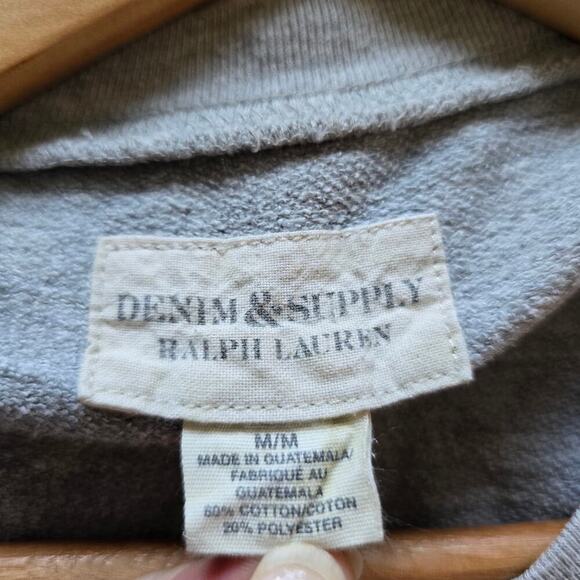 DENIM & SUPPLY
RALPH LAUREN
M/M
MADE IN GUATEMALA/
FABRIQUÉ AU
GUATEMALA
80% COTTON/COTON
20% POLYESTER